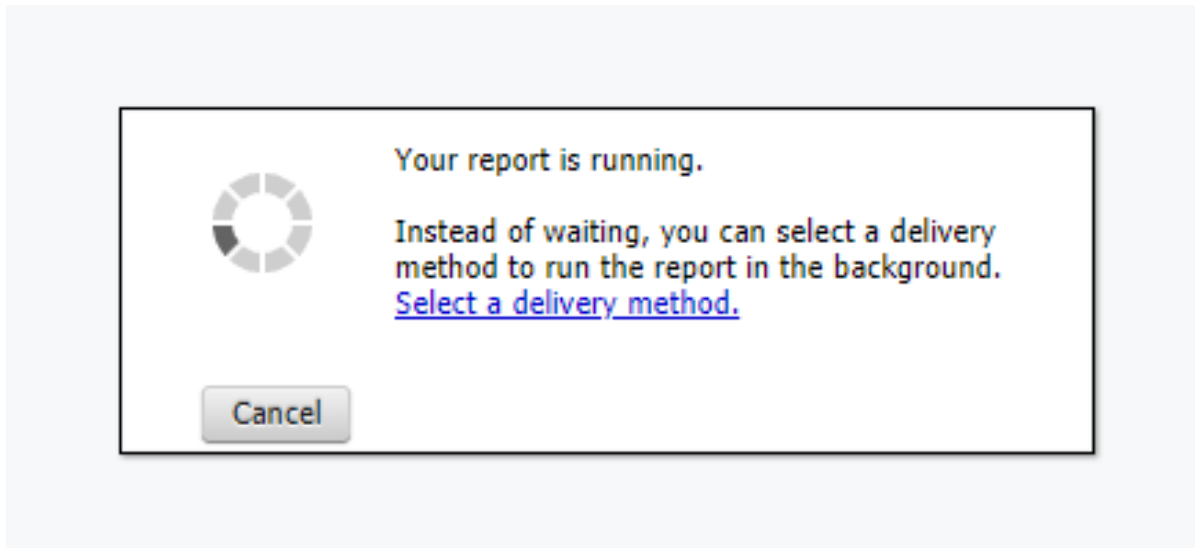 Your report is running.
Instead of waiting, you can select a delivery
method to run the report in the background.
Select a delivery method.
Cancel